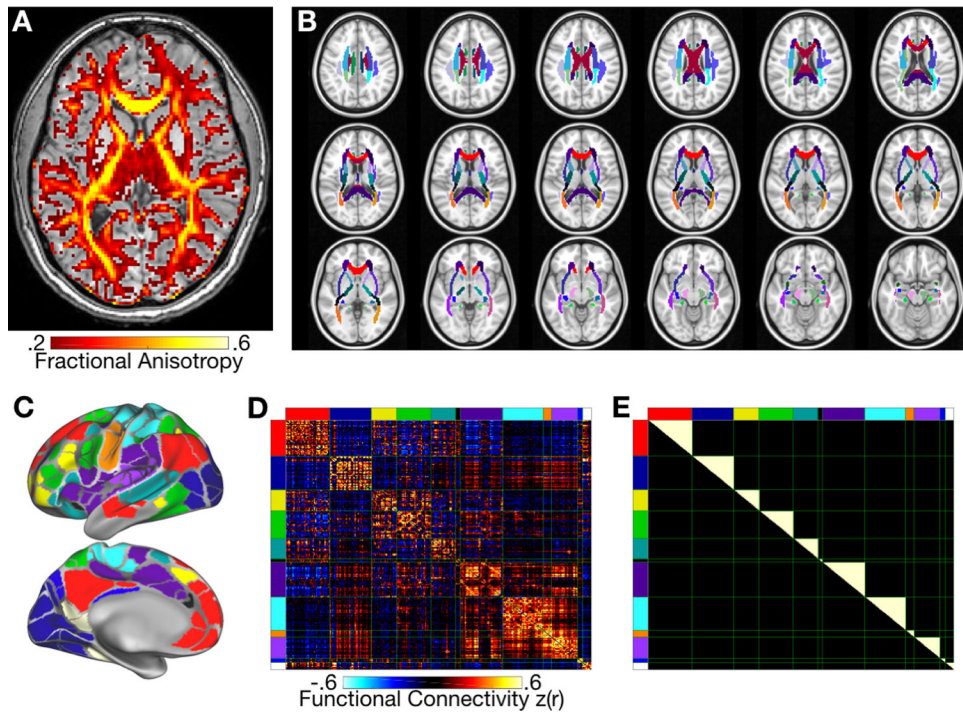 A
B
.2 .6
Fractional Anisotropy
C
D
E
-.6 .6
Functional Connectivity z(r)